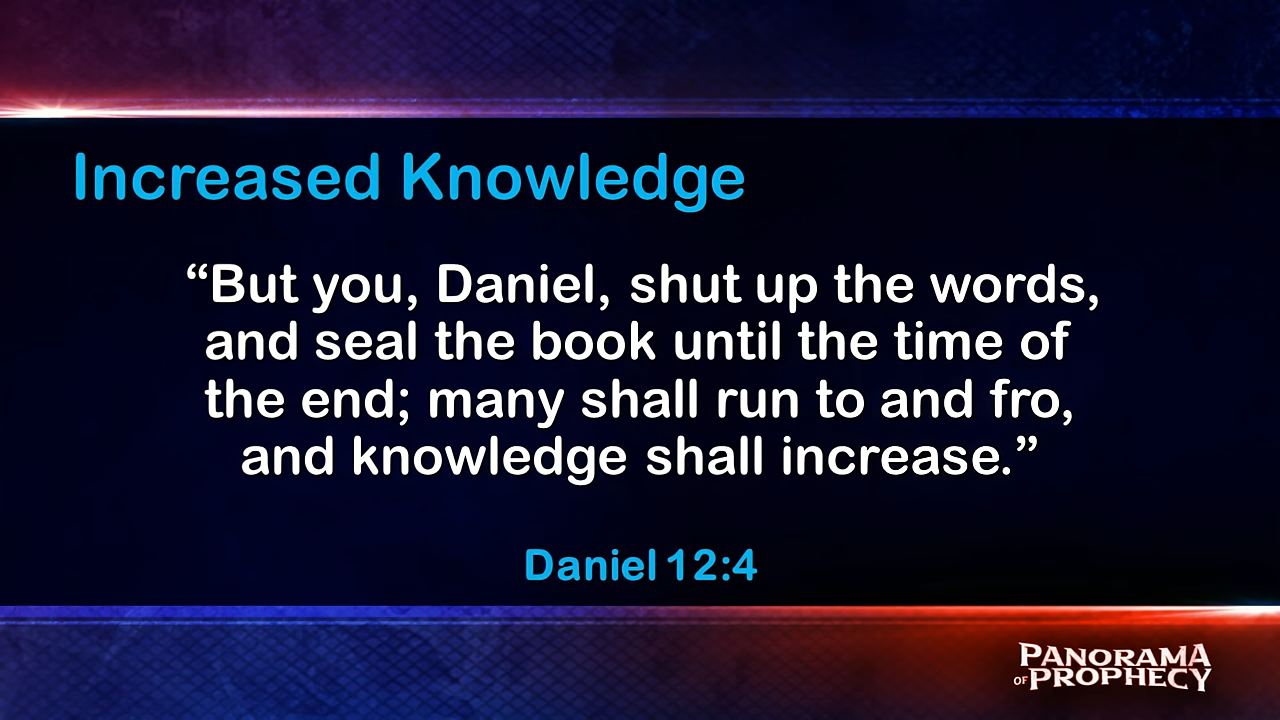 Increased Knowledge
“But you, Daniel, shut up the words,
and seal the book until the time of
the end; many shall run to and fro,
and knowledge shall increase.”
Daniel 12:4
PANORAMA
OF PROPHECY